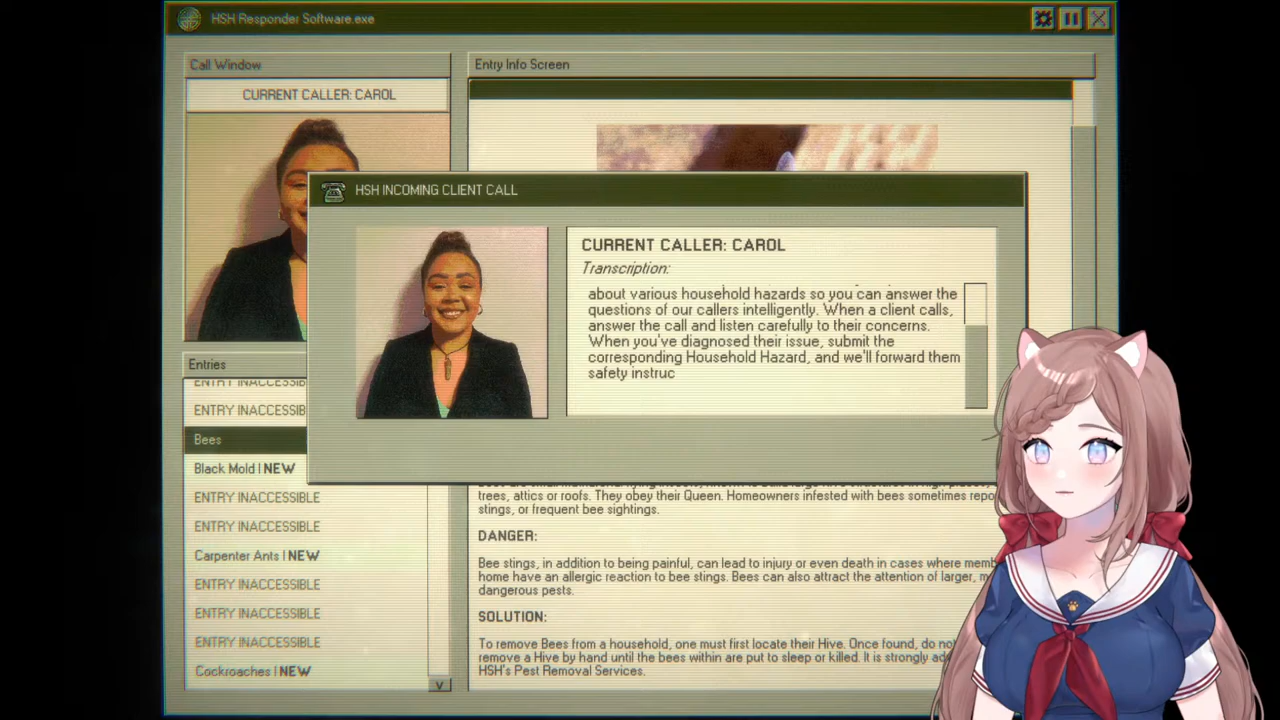 HSH Responder Software.exe
Call Window
Entry Info Screen
CURRENT CALLER: CAROL
HSH INCOMING CLIENT CALL
CURRENT CALLER: CAROL
Transcription:
about various household hazards so you can answer the
questions of our callers intelligently. When a client calls,
answer the call and listen carefully to their concerns.
When you've diagnosed their issue, submit the
corresponding Household Hazard, and we'll forward them
safety instruc
Entries
ENTRY INACCESSIB
ENTRY INACCESSIB
Bees
Black Mold | NEW
ENTRY INACCESSIBLE
ENTRY INACCESSIBLE
Carpenter Ants | NEW
ENTRY INACCESSIBLE
ENTRY INACCESSIBLE
ENTRY INACCESSIBLE
Cockroaches | NEW
V
trees, attics or roofs. They obey their Queen. Homeowners infested with bees sometimes repo
stings, or frequent bee sightings.
DANGER:
Bee stings, in addition to being painful, can lead to injury or even death in cases where memb
home have an allergic reaction to bee stings. Bees can also attract the attention of larger, m
dangerous pests.
SOLUTION:
To remove Bees from a household, one must first locate their Hive. Once found, do no
remove a Hive by hand until the bees within are put to sleep or killed. It is strongly ad
HSH's Pest Removal Services.